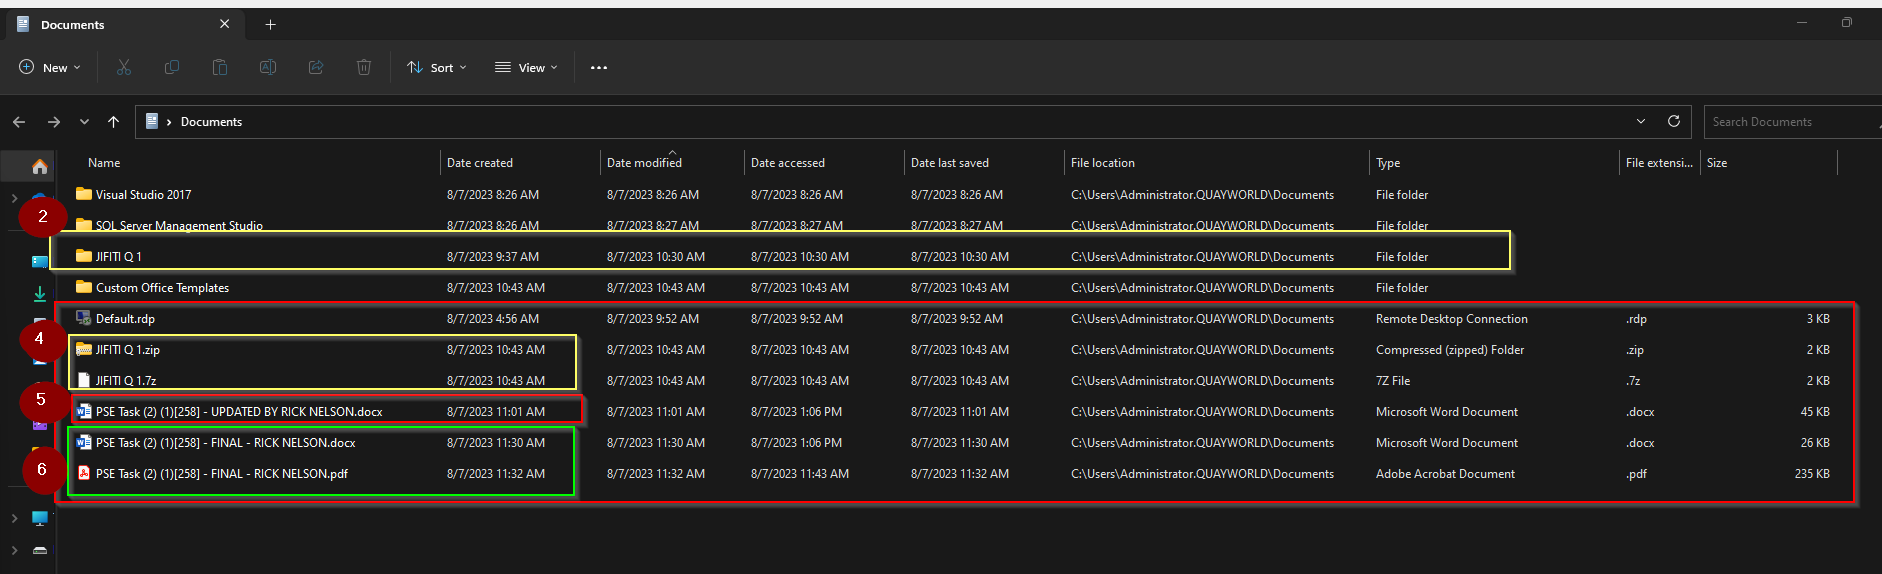 Documents
New Sort View
Documents Search Documents
Name Date created Date modified Date accessed Date last saved File location Type File extensi... Size
Visual Studio 2017 8/7/2023 8:26 AM 8/7/2023 8:26 AM 8/7/2023 8:26 AM 8/7/2023 8:26 AM C:\Users\Administrator.QUAYWORLD\Documents File folder
2
SQL Server Management Studio 8/7/2023 8:26 AM 8/7/2023 8:27 AM 8/7/2023 8:27 AM 8/7/2023 8:27 AM C:\Users\Administrator.QUAYWORLD\Documents File folder
JIFITI Q 1 8/7/2023 9:37 AM 8/7/2023 10:30 AM 8/7/2023 10:30 AM 8/7/2023 10:30 AM C:\Users\Administrator.QUAYWORLD\Documents File folder
Custom Office Templates 8/7/2023 10:43 AM 8/7/2023 10:43 AM 8/7/2023 10:43 AM 8/7/2023 10:43 AM C:\Users\Administrator.QUAYWORLD\Documents File folder
Default.rdp 8/7/2023 4:56 AM 8/7/2023 9:52 AM 8/7/2023 9:52 AM 8/7/2023 9:52 AM C:\Users\Administrator.QUAYWORLD\Documents Remote Desktop Connection .rdp 3 KB
4
JIFITI Q 1.zip 8/7/2023 10:43 AM 8/7/2023 10:43 AM 8/7/2023 10:43 AM 8/7/2023 10:43 AM C:\Users\Administrator.QUAYWORLD\Documents Compressed (zipped) Folder .zip 2 KB
JIFITI Q 1.7z 8/7/2023 10:43 AM 8/7/2023 10:43 AM 8/7/2023 10:43 AM 8/7/2023 10:43 AM C:\Users\Administrator.QUAYWORLD\Documents 7Z File .7z 2 KB
5
PSE Task (2) (1)[258] - UPDATED BY RICK NELSON.docx 8/7/2023 11:01 AM 8/7/2023 11:01 AM 8/7/2023 1:06 PM 8/7/2023 11:01 AM C:\Users\Administrator.QUAYWORLD\Documents Microsoft Word Document .docx 45 KB
PSE Task (2) (1)[258] - FINAL - RICK NELSON.docx 8/7/2023 11:30 AM 8/7/2023 11:30 AM 8/7/2023 1:06 PM 8/7/2023 11:30 AM C:\Users\Administrator.QUAYWORLD\Documents Microsoft Word Document .docx 26 KB
6
PSE Task (2) (1)[258] - FINAL - RICK NELSON.pdf 8/7/2023 11:32 AM 8/7/2023 11:32 AM 8/7/2023 11:43 AM 8/7/2023 11:32 AM C:\Users\Administrator.QUAYWORLD\Documents Adobe Acrobat Document .pdf 235 KB